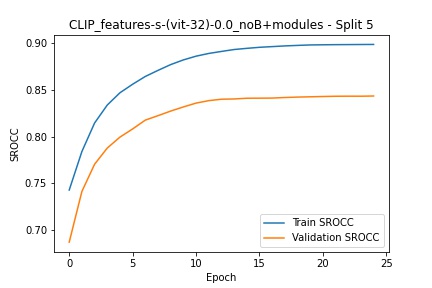 CLIP_features-s-(vit-32)-0.0_noB+modules - Split 5
SROCC
0.90
0.85
0.80
0.75
0.70
0
5
10
15
20
25
Epoch
Train SROCC
Validation SROCC